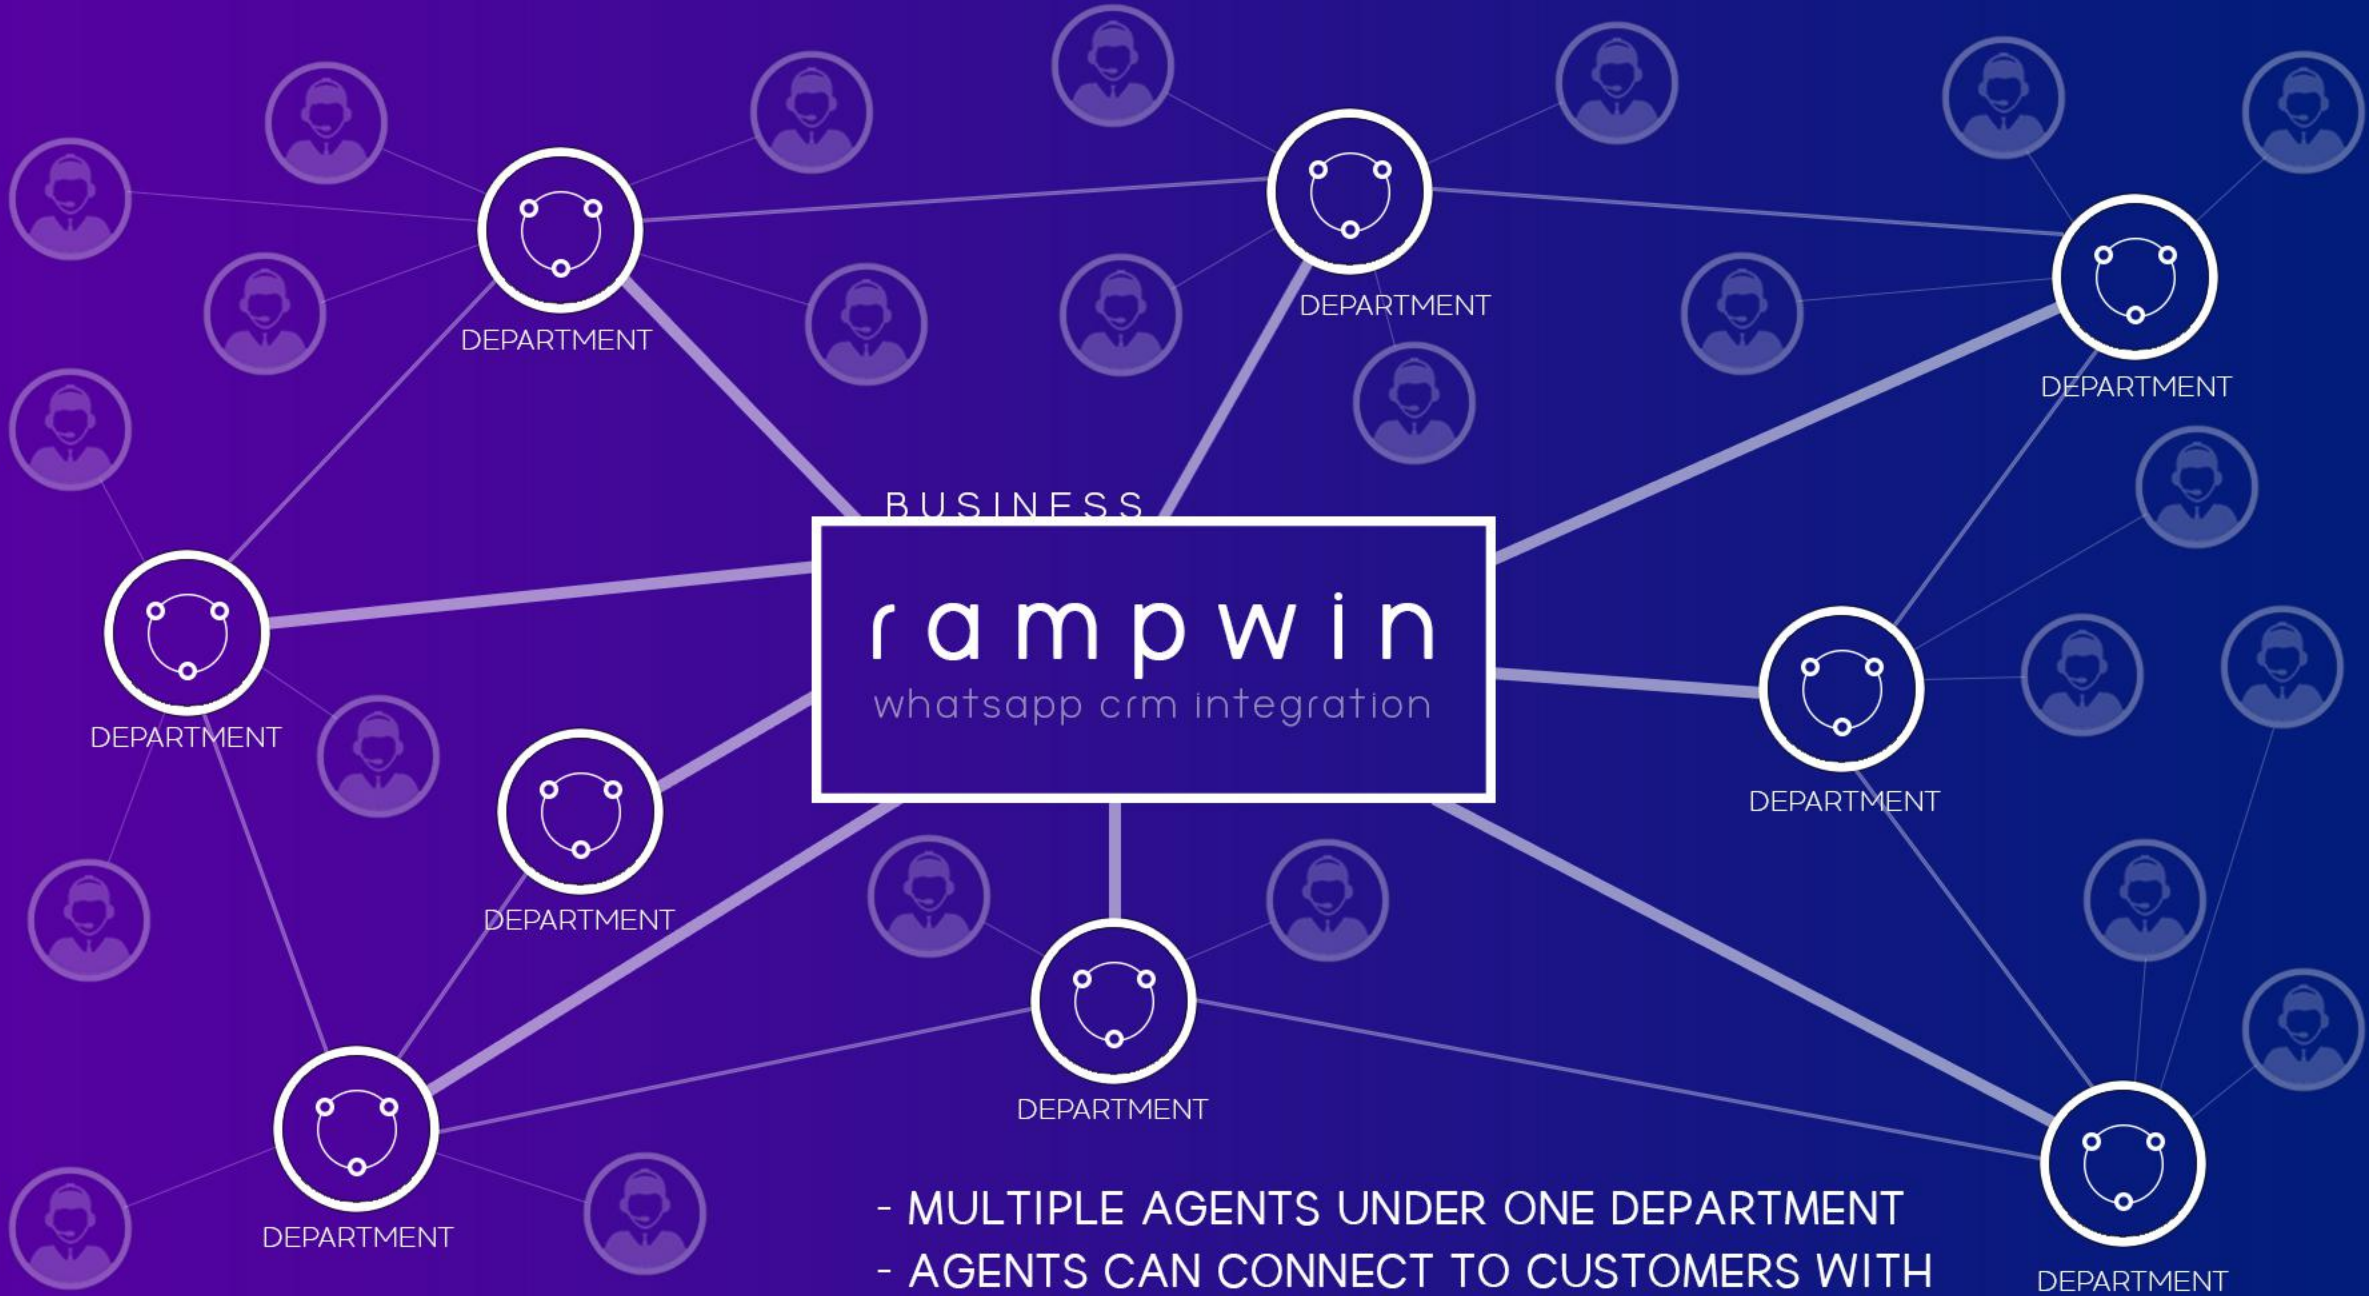 DEPARTMENT
DEPARTMENT
DEPARTMENT
BUSINESS
rampwin
whatsapp crm integration
DEPARTMENT
DEPARTMENT
DEPARTMENT
DEPARTMENT
- MULTIPLE AGENTS UNDER ONE DEPARTMENT
DEPARTMENT
- AGENTS CAN CONNECT TO CUSTOMERS WITH
DEPARTMENT